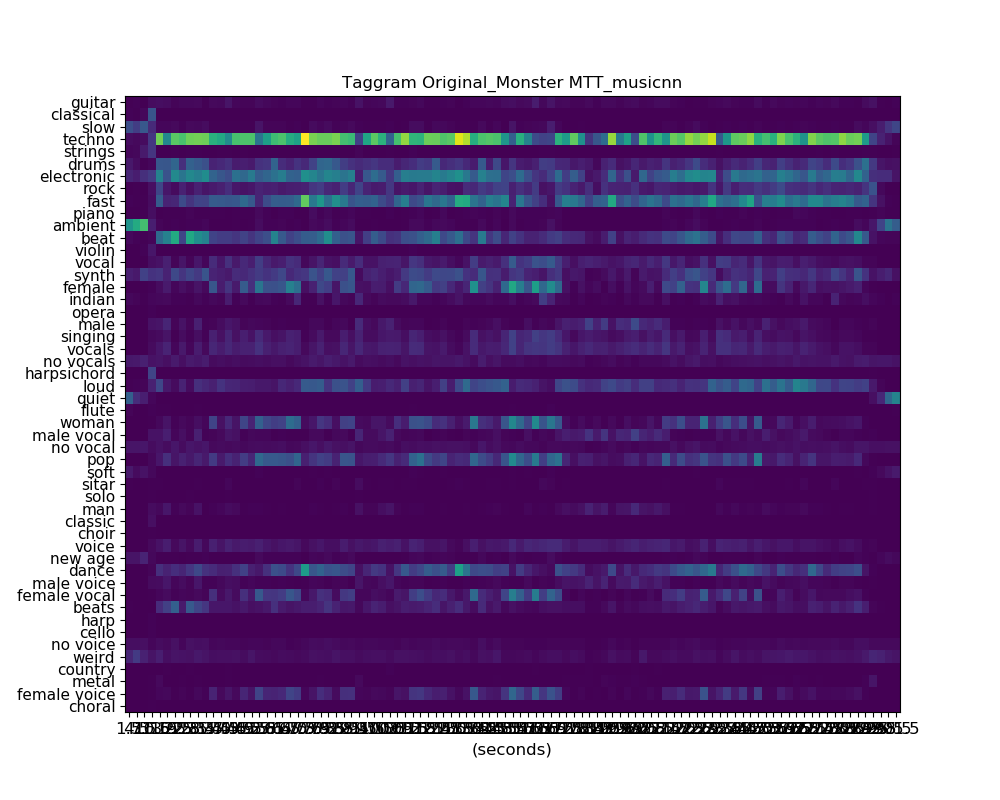 Taggram Original_Monster MTT_musicnn
guitar
classical
slow
techno
strings
drums
electronic
rock
fast
piano
ambient
beat
violin
vocal
synth
female
indian
opera
male
singing
vocals
no vocals
harpsichord
loud
quiet
flute
woman
male vocal
no vocal
pop
soft
sitar
solo
man
classic
choir
voice
new age
dance
male voice
female vocal
beats
harp
cello
no voice
weird
country
metal
female voice
choral
(seconds)